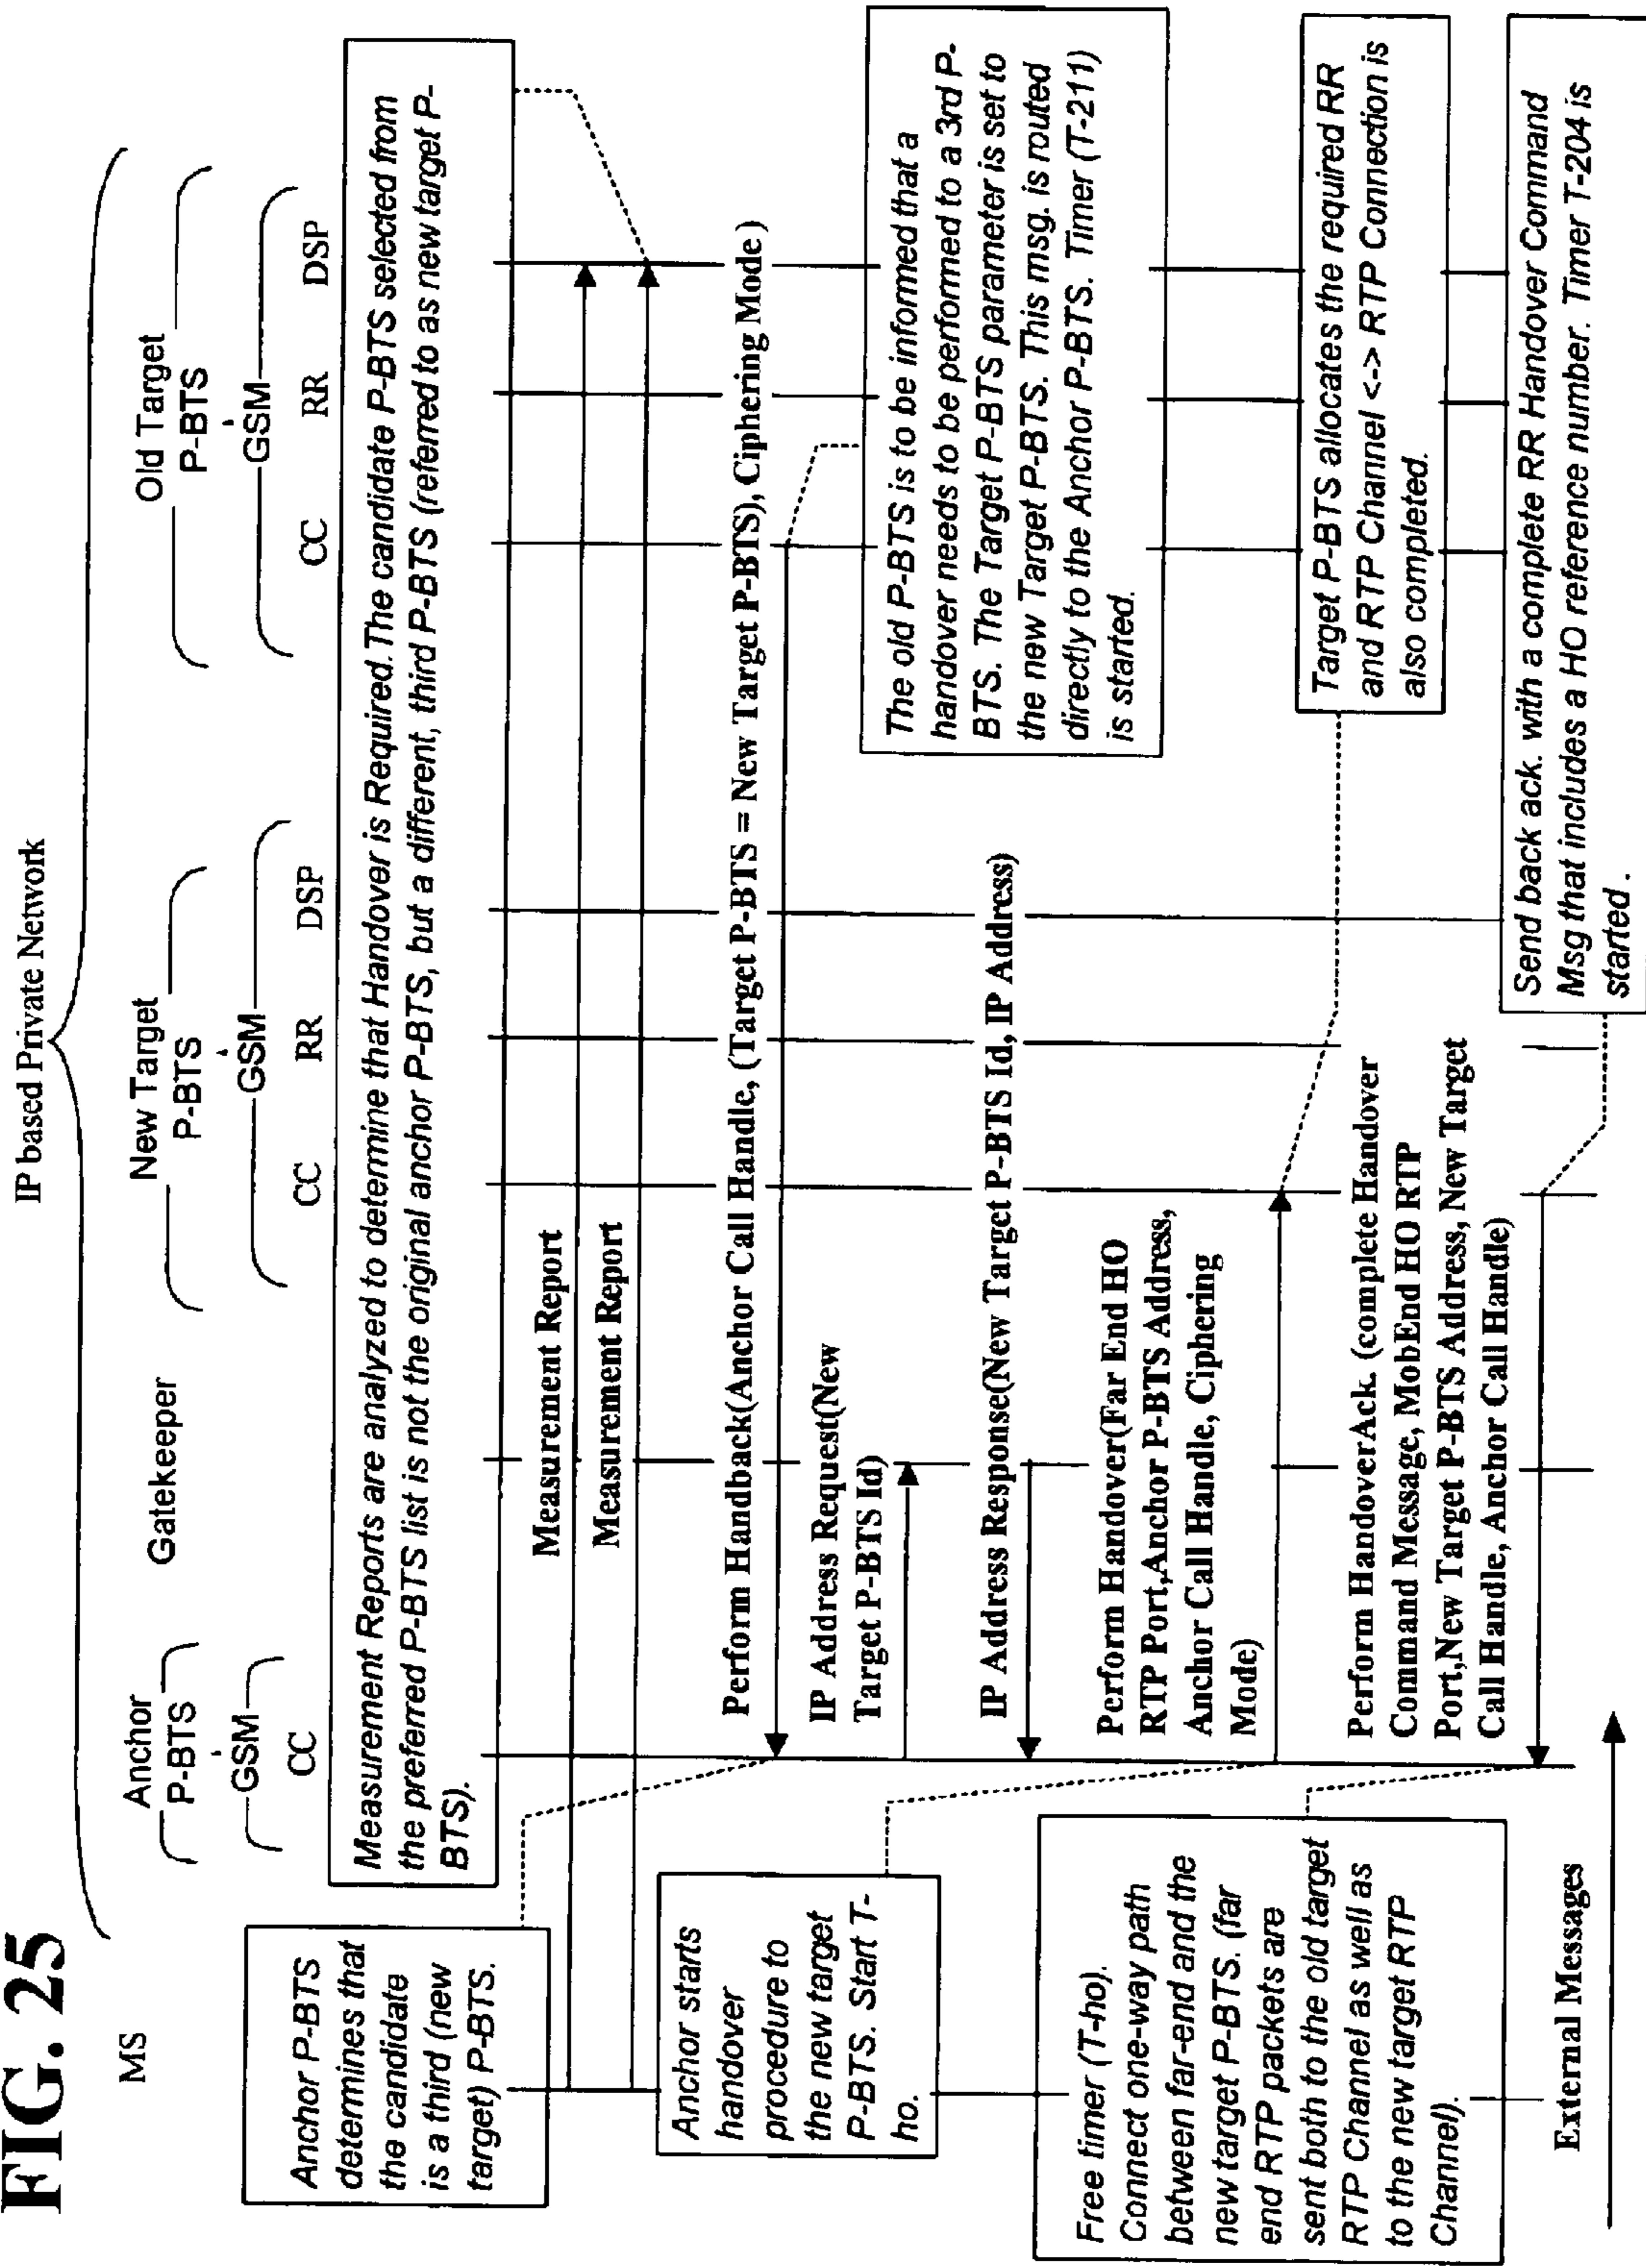 FIG. 25
IP based Private Network
MS
Anchor
P-BTS
GSM
CC
Gatekeeper
New Target
P-BTS
GSM
CC RR DSP
Old Target
P-BTS
GSM
CC RR DSP
Measurement Reports are analyzed to determine that Handover is Required.The candidate P-BTS selected from
the preferred P-BTS list is not the original anchor P-BTS, but a different, third P-BTS (referred to as new target P-
BTS).
Anchor P-BTS
determines that
the candidate
is a third (new
target) P-BTS.
Measurement Report
Measurement Report
Perform Handback(Anchor Call Handle, (Target P-BTS = New Target P-BTS), Ciphering Mode)
Anchor starts
handover
procedure to
the new target
P-BTS. Start T-
ho.
IP Address Request(New
Target P-BTS Id)
The old P-BTS is to be informed that a
handover needs to be performed to a 3rd P-
BTS. The Target P-BTS parameter is set to
the new Target P-BTS. This msg. is routed
directly to the Anchor P-BTS. Timer (T-211)
is started.
IP Address Response(New Target P-BTS Id, IP Address)
Free timer (T-ho).
Connect one-way path
between far-end and the
new target P-BTS. (far
end RTP packets are
sent both to the old target
RTP Channel as well as
to the new target RTP
Channel).
Perform Handover(Far End HO
RTP Port,Anchor P-BTS Address,
Anchor Call Handle, Ciphering
Mode)
Target P-BTS allocates the required RR
and RTP Channel <-> RTP Connection is
also completed.
Perform HandoverAck. (complete Handover
Command Message, MobEnd HO RTP
Port,New Target P-BTS Address, New Target
Call Handle, Anchor Call Handle)
Send back ack. with a complete RR Handover Command
Msg that includes a HO reference number. Timer T-204 is
started.
External Messages